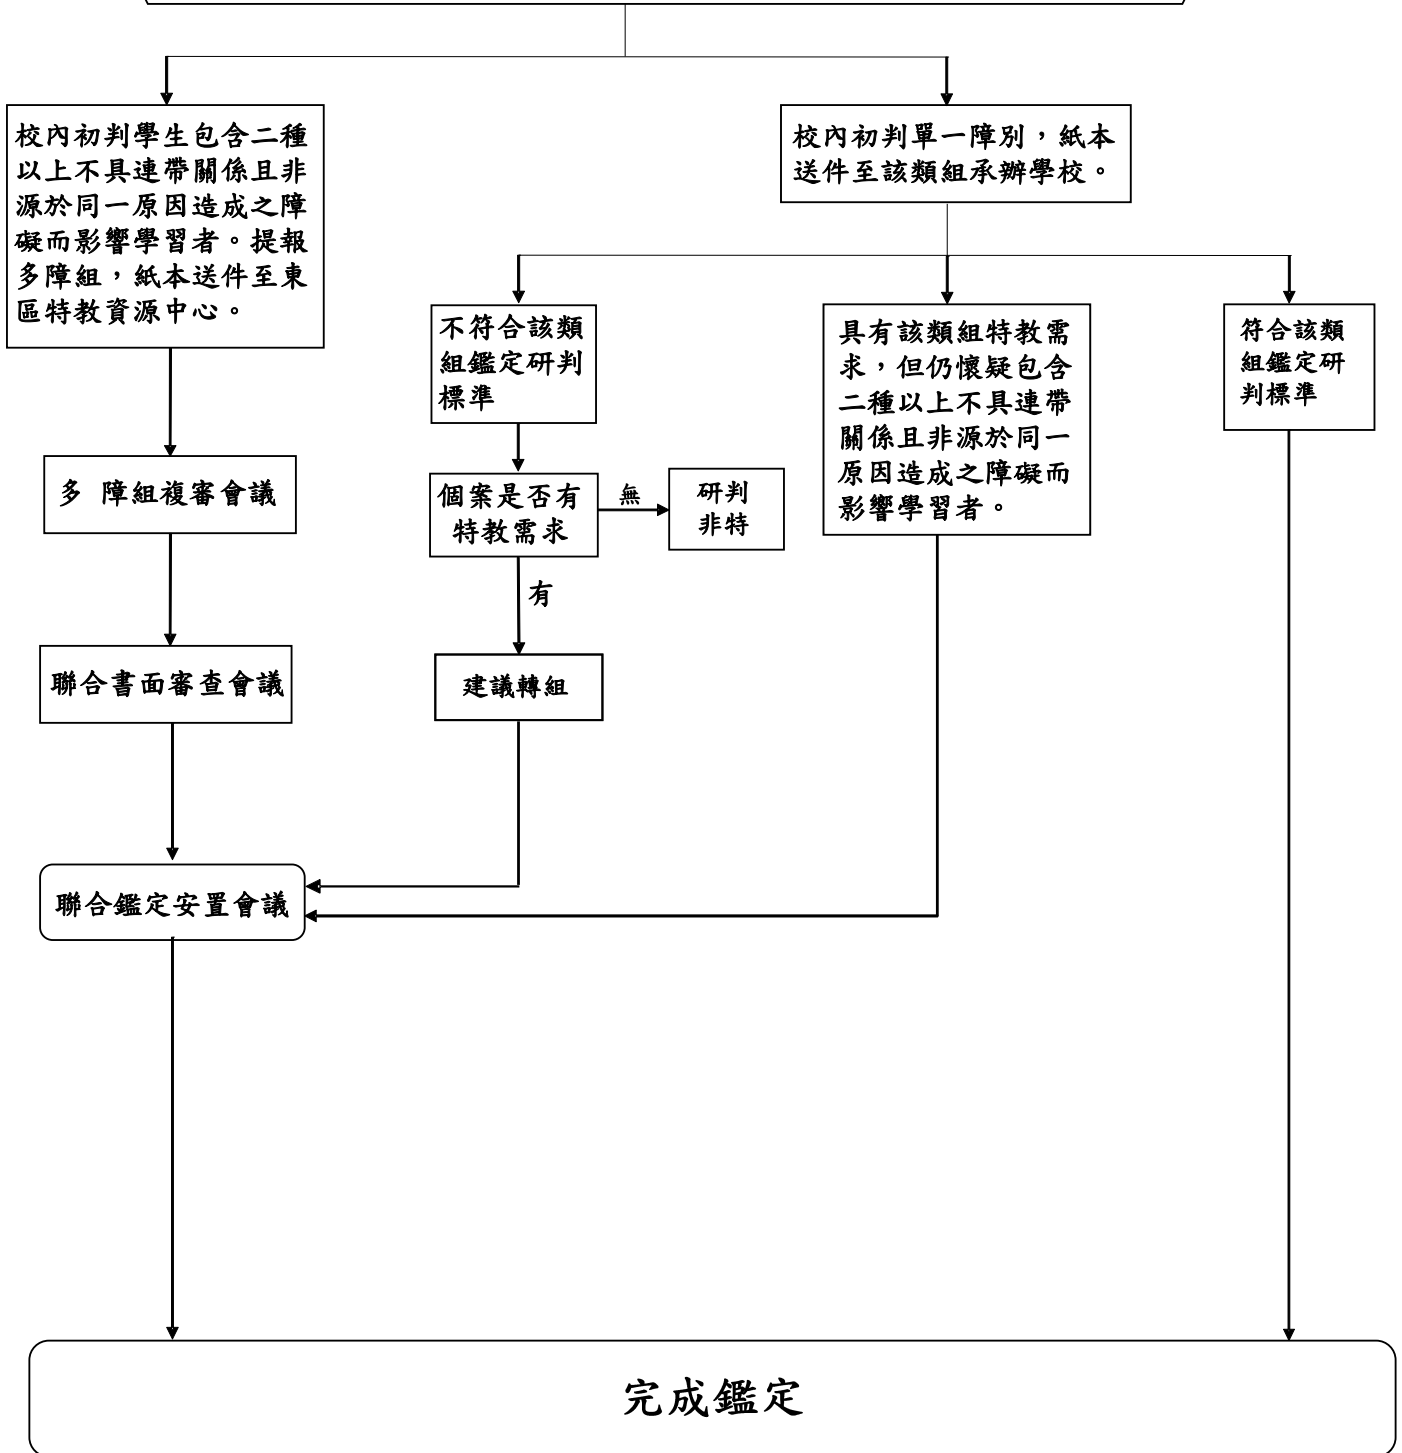 校內初判學生包含二種
以上不具連帶關係且非
源於同一原因造成之障
礙而影響學習者。提報
多障組，紙本送件至東
區特教資源中心。
校內初判單一障別，紙本
送件至該類組承辦學校。
不符合該類
組鑑定研判
標準
具有該類組特教需
求，但仍懷疑包含
二種以上不具連帶
關係且非源於同一
原因造成之障礙而
影響學習者。
符合該類
組鑑定研
判標準
多 障組複審會議
個案是否有
特教需求
無
研判
非特
有
聯合書面審查會議
建議轉組
聯合鑑定安置會議
完成鑑定